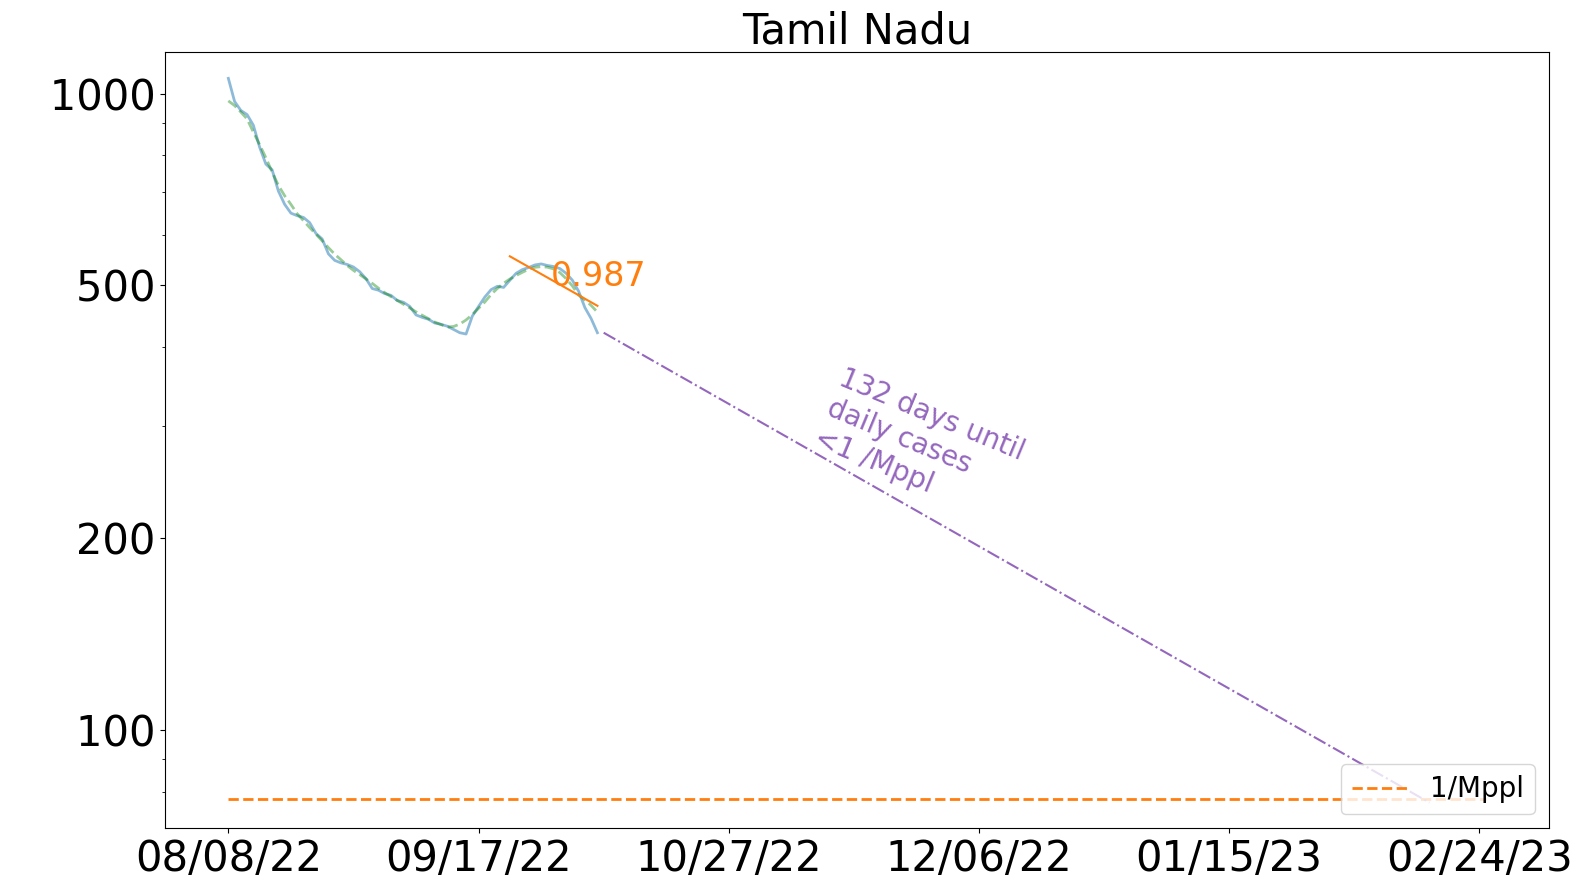 Tamil Nadu
1000
500
200
100
0.987
132 days until
daily cases
<1 /Mppl
1/Mppl
08/08/22
09/17/22
10/27/22
12/06/22
01/15/23
02/24/23